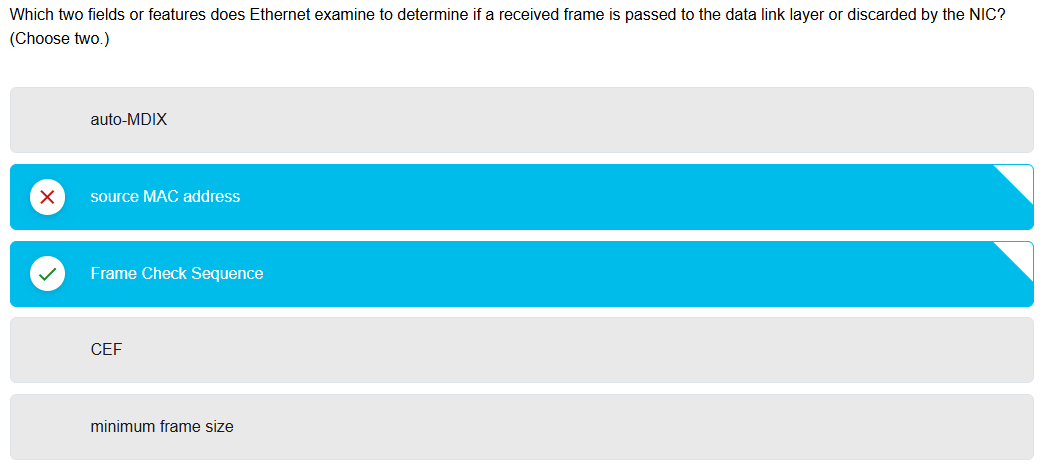 Which two fields or features does Ethernet examine to determine if a received frame is passed to the data link layer or discarded by the NIC?
(Choose two.)
auto-MDIX
source MAC address
Frame Check Sequence
CEF
minimum frame size